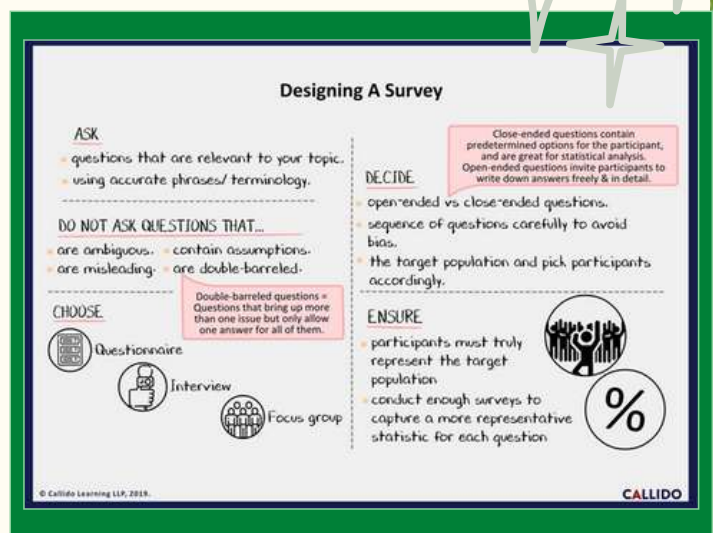 Designing A Survey
ASK
questions that are relevant to your topic.
using accurate phrases/ terminology.
DO NOT ASK QUESTIONS THAT...
are ambiguous. contain assumptions.
are misleading. are double-barreled.
Double-barreled questions =
Questions that bring up more
than one issue but only allow
one answer for all of them.
CHOOSE
Questionnaire
Interview
Focus group
Close-ended questions contain
predetermined options for the participant,
and are great for statistical analysis.
Open-ended questions invite participants to
write down answers freely & in detail.
DECIDE
open-ended vs close-ended questions.
sequence of questions carefully to avoid
bias.
the target population and pick participants
accordingly.
ENSURE
participants must truly
represent the target
population
conduct enough surveys to
capture a more representative
statistic for each question
%
© Callido Learning LLP, 2019.
CALLIDO